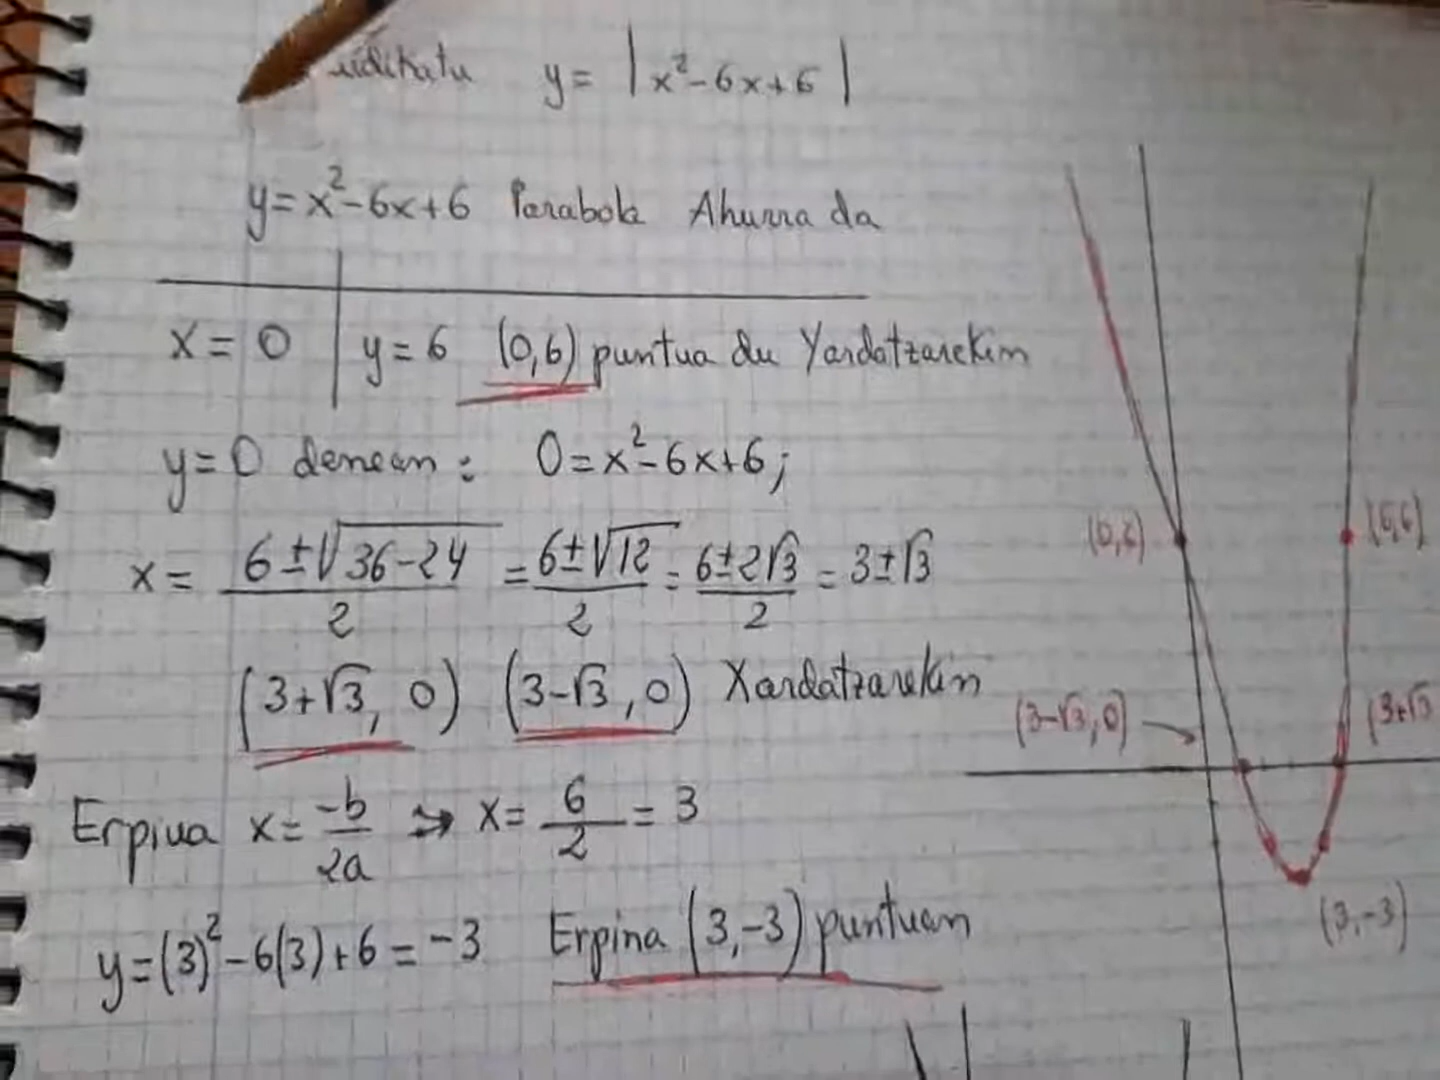 y = |x²-6x+6|
y=x²-6x+6 Parabola Ahurra da
x = 0 | y = 6 (0,6) puntua du Yardatzarekin
y=0 denean : 0=x²-6x+6;
x = (6±√36-24)/2 = (6±√12)/2 = (6±2√3)/2 = 3±√3
(3+√3, 0) (3-√3, 0) Xardatzarekin
Erpina x = -b/2a ⇒ x = 6/2 = 3
y=(3)²-6(3)+6 = -3 Erpina (3,-3) puntuan
(0,6)
(6,6)
(3-√3,0)
(3+√3
(3,-3)